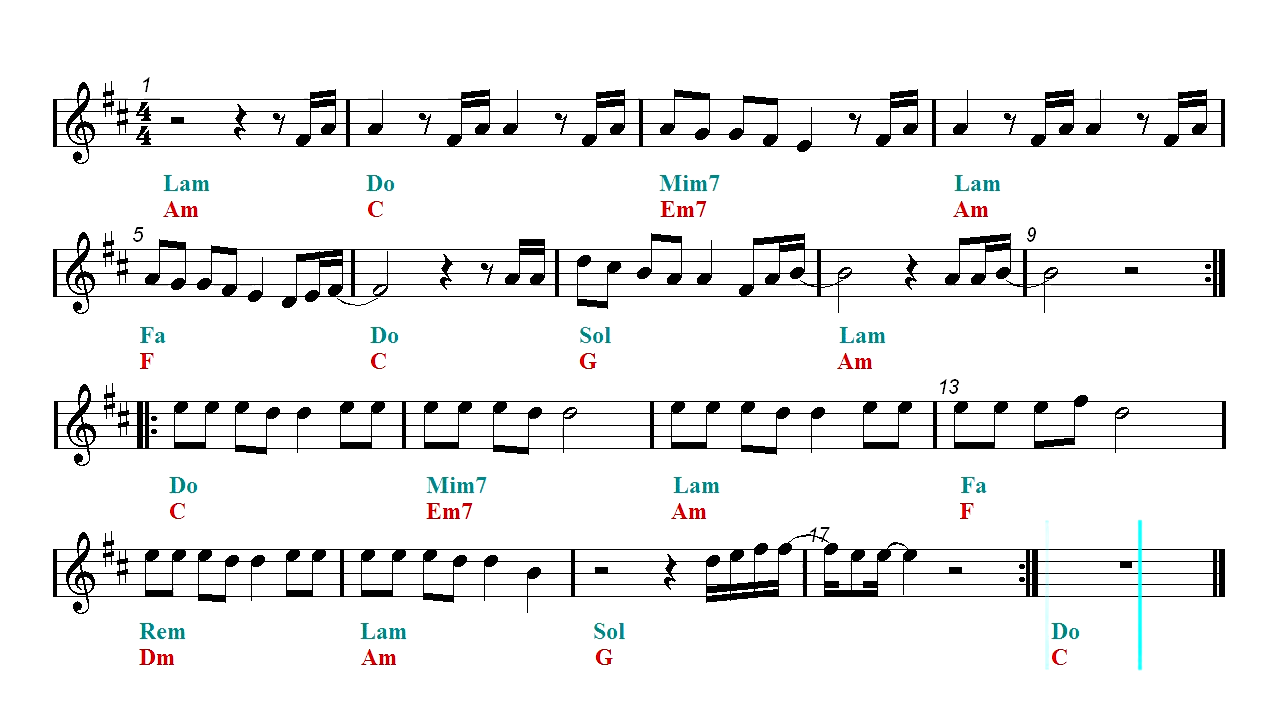 1
4
4
Lam Do Mim7 Lam
Am C Em7 Am
5 9
Fa Do Sol Lam
F C G Am
13
Do Mim7 Lam Fa
C Em7 Am F
17
Rem Lam Sol Do
Dm Am G C